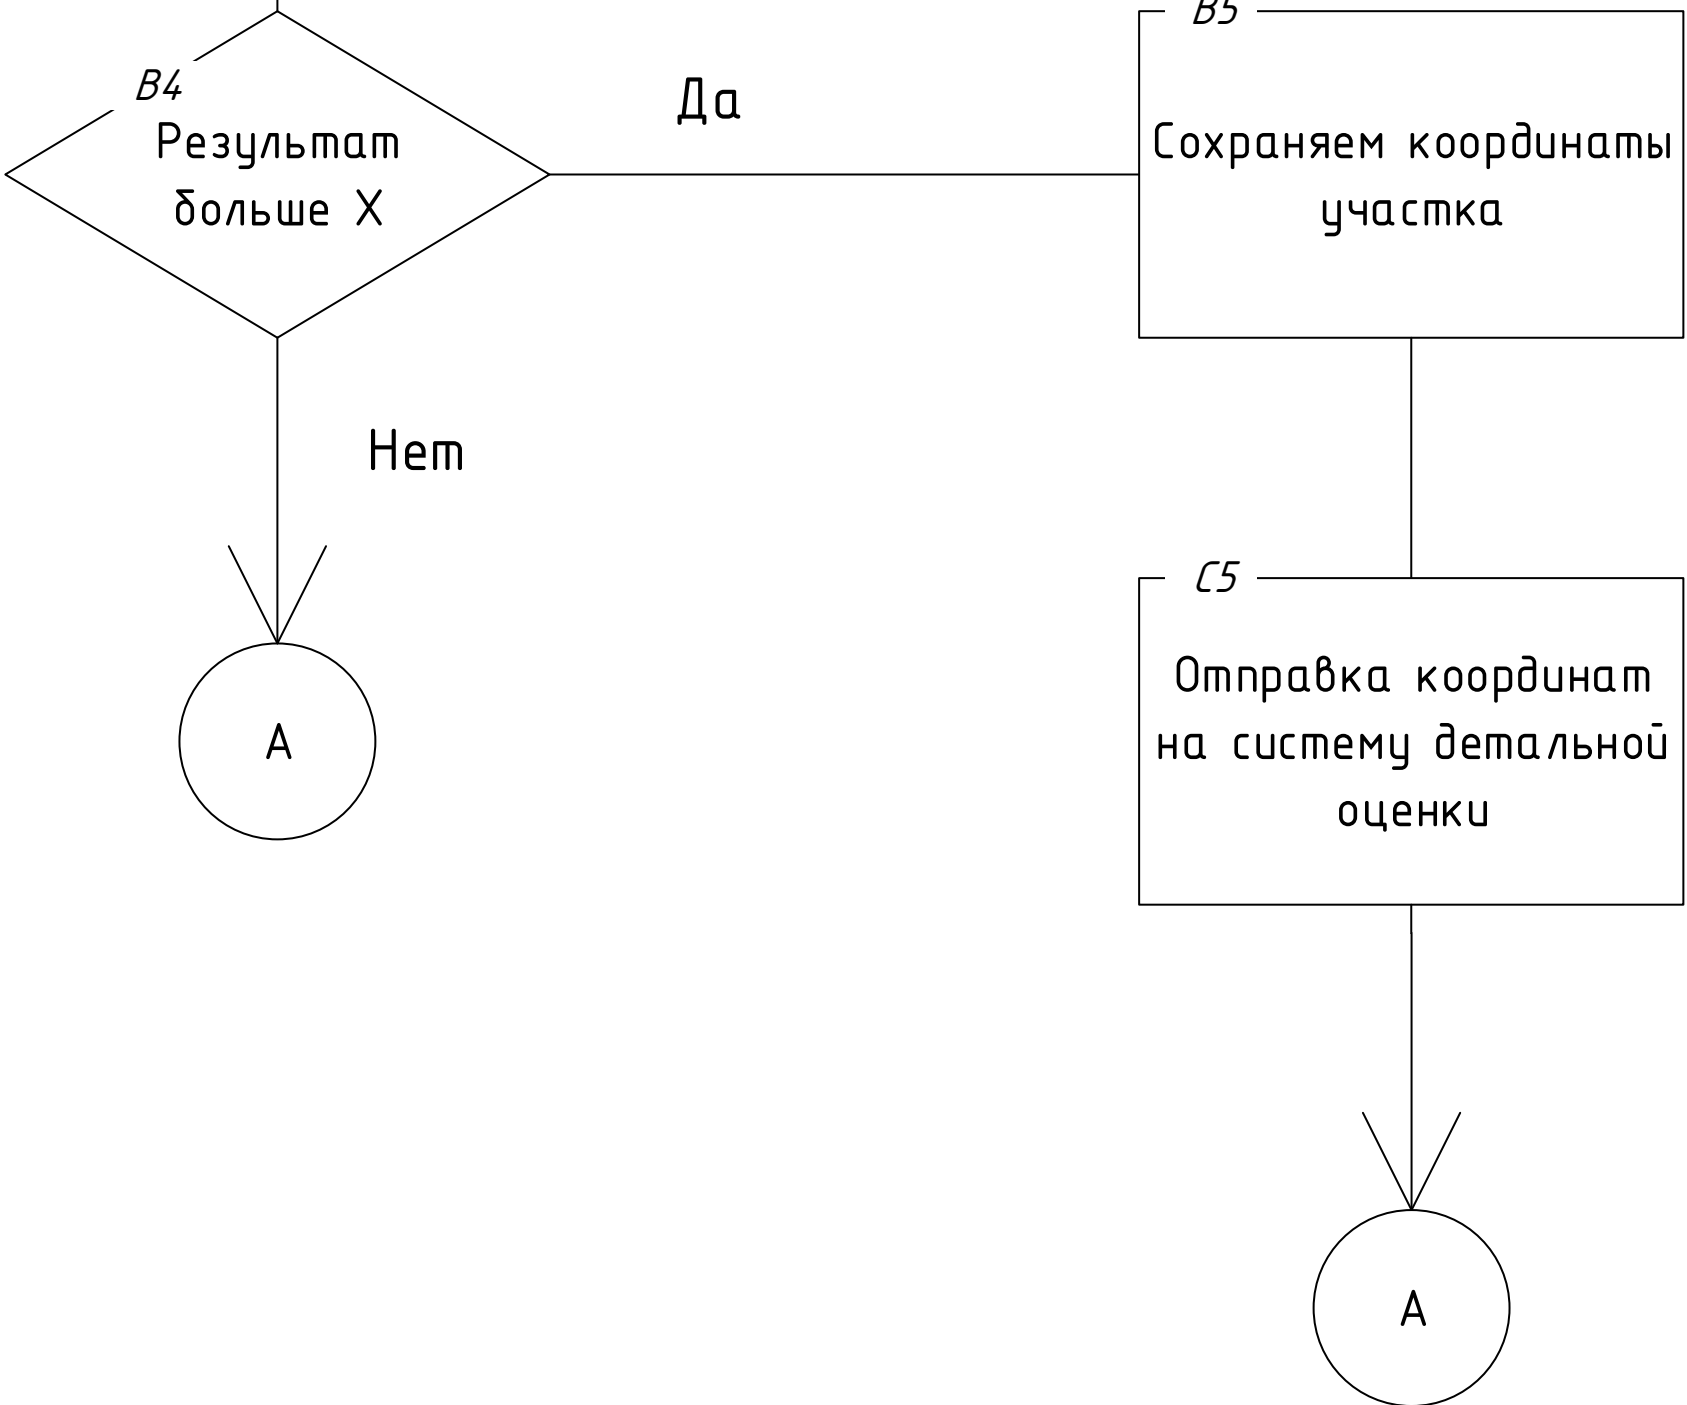 B5
B4
Да
Результат
больше X
Сохраняем координаты
участка
Нет
C5
Отправка координат
на систему детальной
оценки
А
А